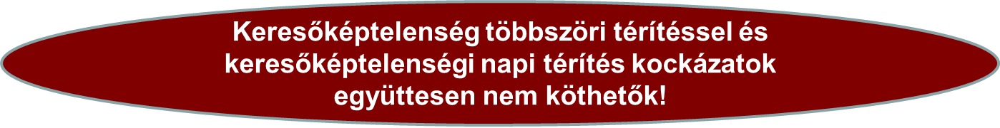 Keresőképtelenség többszöri térítéssel és
keresőképtelenségi napi térítés kockázatok
együttesen nem köthetők!